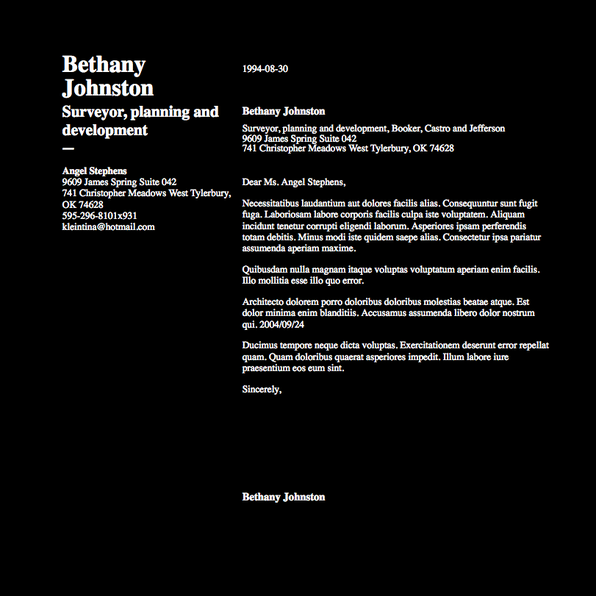 Bethany
Johnston
Surveyor, planning and
development
—
Angel Stephens
9609 James Spring Suite 042
741 Christopher Meadows West Tylerbury,
OK 74628
595-296-8101x931
kleintina@hotmail.com
1994-08-30
Bethany Johnston
Surveyor, planning and development, Booker, Castro and Jefferson
9609 James Spring Suite 042
741 Christopher Meadows West Tylerbury, OK 74628
Dear Ms. Angel Stephens,
Necessitatibus laudantium aut dolores facilis alias. Consequuntur sunt fugit
fuga. Laboriosam labore corporis facilis culpa iste voluptatem. Aliquam
incidunt tenetur corrupti eligendi laborum. Asperiores ipsam perferendis
totam debitis. Minus modi iste quidem saepe alias. Consectetur ipsa pariatur
assumenda aperiam maxime.
Quibusdam nulla magnam itaque voluptas voluptatum aperiam enim facilis.
Illo mollitia esse illo quo error.
Architecto dolorem porro doloribus doloribus molestias beatae atque. Est
dolor minima enim blanditiis. Accusamus assumenda libero dolor nostrum
qui. 2004/09/24
Ducimus tempore neque dicta voluptas. Exercitationem deserunt error repellat
quam. Quam doloribus quaerat asperiores impedit. Illum labore iure
praesentium eos eum sint.
Sincerely,
Bethany Johnston